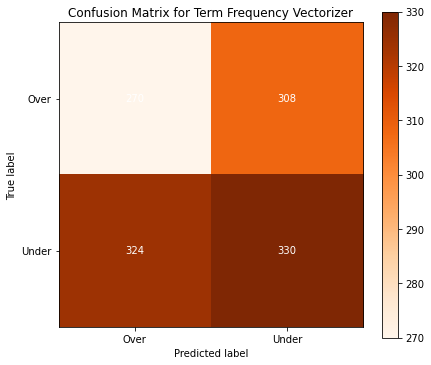 Confusion Matrix for Term Frequency Vectorizer
True label
Over
270
308
Under
324
330
Over
Under
Predicted label
330
320
310
300
290
280
270